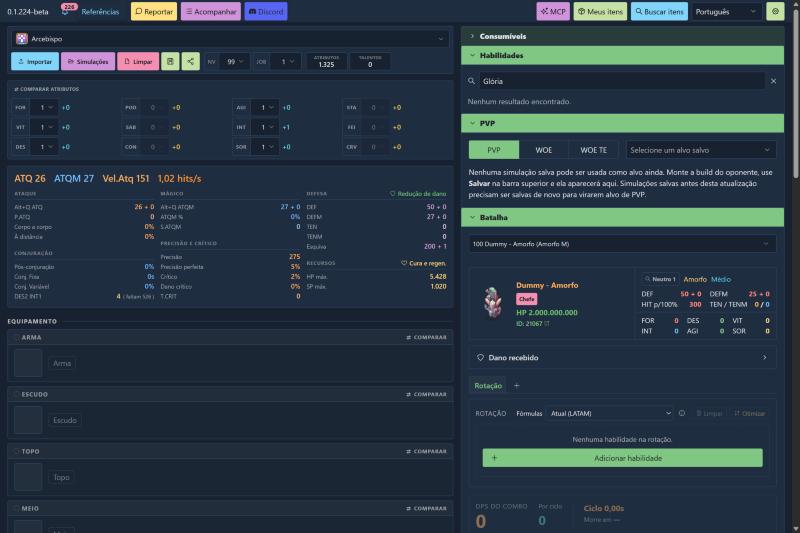 0.1.224-beta
226
Referências
Reportar
Acompanhar
Discord
MCP
Meus itens
Buscar itens
Português
Arcebispo
Importar
Simulações
Limpar
NV 99
JOB 1
ATRIBUTOS
1.325
TALENTOS
0
COMPARAR ATRIBUTOS
FOR 1 +0
POD 0 +0
AGI 1 +0
STA 0 +0
VIT 1 +0
SAB 0 +0
INT 1 +1
FEI 0 +0
DES 1 +0
CON 0 +0
SOR 1 +0
CRV 0 +0
ATQ 26 ATQM 27 Vel.Atq 151 1,02 hits/s
ATAQUE
Alt+Q ATQ 26 + 0
P.ATQ 0
Corpo a corpo 0%
À distância 0%
CONJURAÇÃO
Pós-conjuração 0%
Conj. Fixa 0s
Conj. Variável 0%
DES2 INT1 4 ( faltam 526 )
MÁGICO
Alt+Q ATQM 27 + 0
ATQM % 0%
S.ATQM 0
PRECISÃO E CRÍTICO
Precisão 275
Precisão perfeita 5%
Crítico 2%
Dano crítico 0%
T.CRIT 0
DEFESA
Redução de dano
DEF 50 + 0
DEFM 27 + 0
TEN 0
TENM 0
Esquiva 200 + 1
RECURSOS
Cura e regen.
HP máx. 5.428
SP máx. 1.020
EQUIPAMENTO
ARMA
COMPARAR
Arma
ESCUDO
COMPARAR
Escudo
TOPO
COMPARAR
Topo
MEIO
COMPARAR
Consumíveis
Habilidades
Glória
Nenhum resultado encontrado.
PVP
PVP
WOE
WOE TE
Selecione um alvo salvo
Nenhuma simulação salva pode ser usada como alvo ainda. Monte a build do oponente, use
Salvar na barra superior e ela aparecerá aqui. Simulações salvas antes desta atualização
precisam ser salvas de novo para virarem alvo de PVP.
Batalha
100 Dummy - Amorfo (Amorfo M)
Dummy - Amorfo
Chefe
HP 2.000.000.000
ID: 21067
Neutro 1
Amorfo
Médio
DEF 50 + 0
DEFM 25 + 0
HIT p/100% 300
TEN / TENM 0 / 0
FOR 0
DES 0
VIT 0
INT 0
AGI 0
SOR 0
Dano recebido
Rotação
+
ROTAÇÃO
Fórmulas
Atual (LATAM)
Limpar
Otimizar
Nenhuma habilidade na rotação.
+ Adicionar habilidade
DPS DO COMBO
0
Por ciclo
0
Ciclo 0,00s
Morre em —